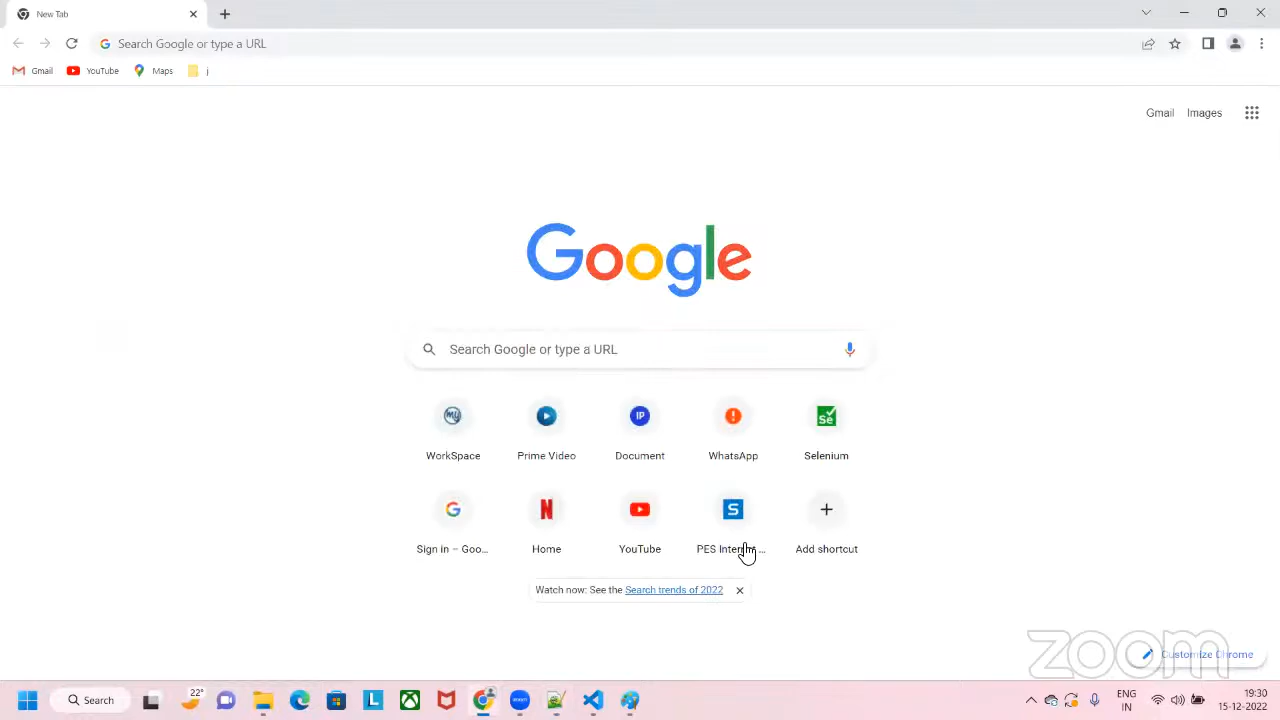 New Tab
Search Google or type a URL
Gmail YouTube Maps j
Gmail Images
Google
Search Google or type a URL
WorkSpace Prime Video Document WhatsApp Selenium
Sign in – Goo... Home YouTube PES Intern ... Add shortcut
Watch now: See the Search trends of 2022
zoom
Customize Chrome
Search 22° ENG 19:30
IN 15-12-2022